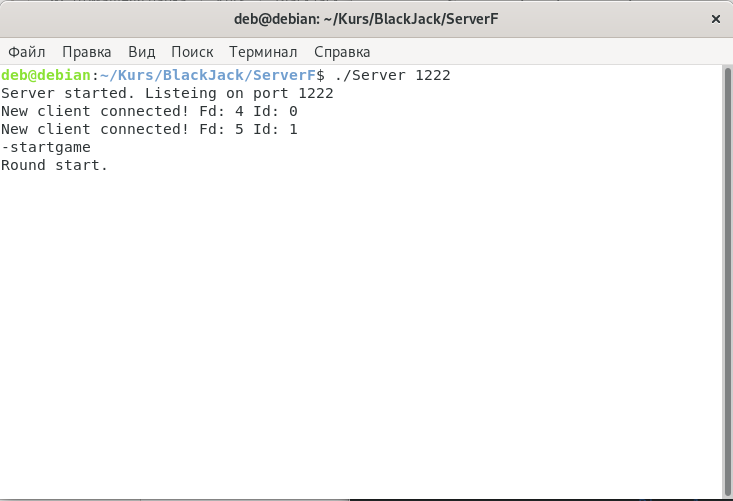 deb@debian: ~/Kurs/BlackJack/ServerF
Файл Правка Вид Поиск Терминал Справка
deb@debian:~/Kurs/BlackJack/ServerF$ ./Server 1222
Server started. Listeing on port 1222
New client connected! Fd: 4 Id: 0
New client connected! Fd: 5 Id: 1
-startgame
Round start.